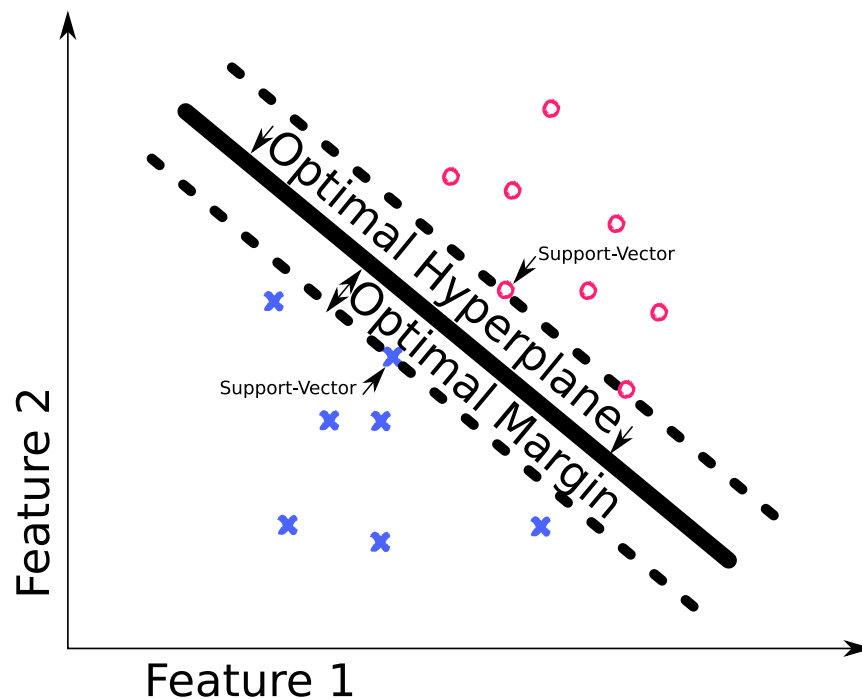 Optimal Hyperplane
Support-Vector
Optimal Margin
Support-Vector
Feature 2
Feature 1